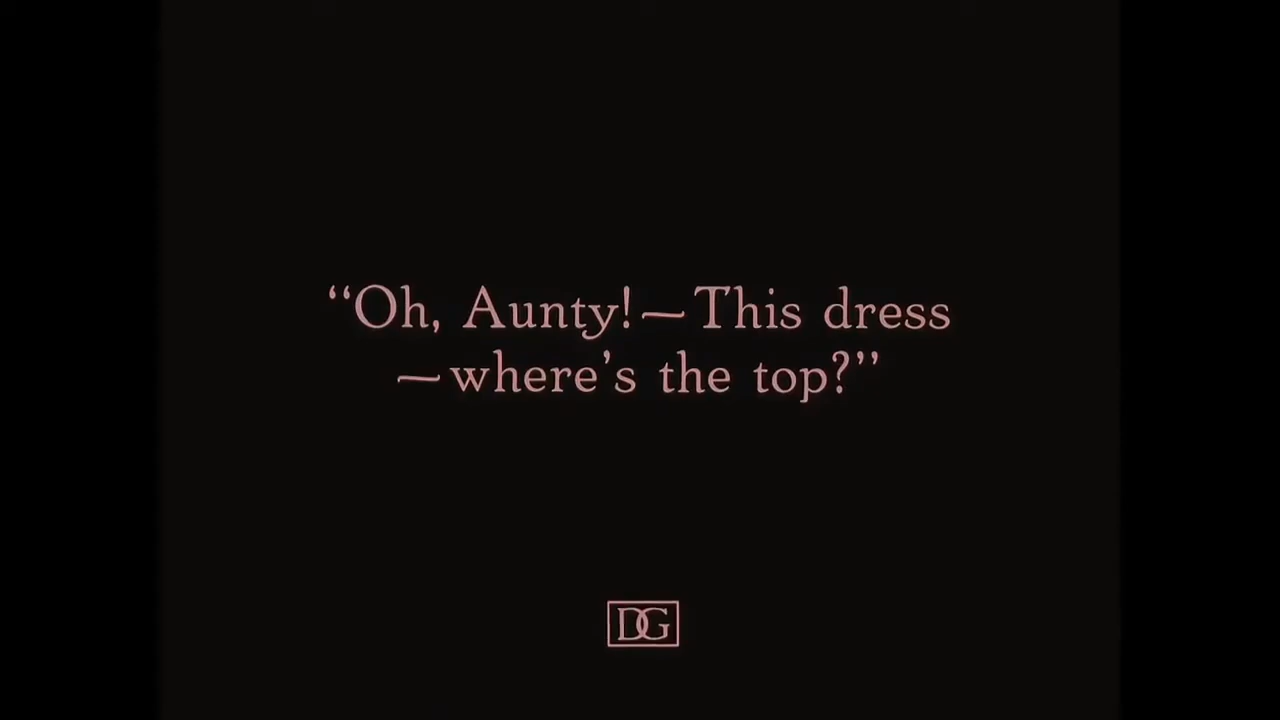 “Oh, Aunty!—This dress
—where’s the top?”
DG